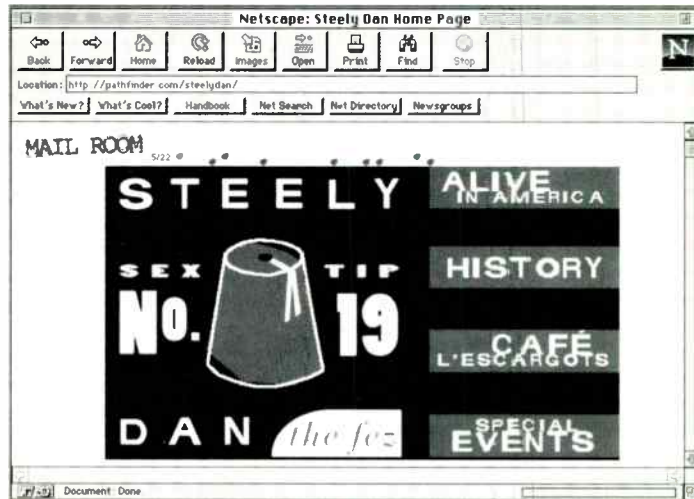 Netscape: Steely Dan Home Page
Back Forward Home Reload Images Open Print Find Stop
N
Location: http://pathfinder.com/steelydan/
What's New? What's Cool? Handbook Net Search Net Directory Newsgroups
MAIL ROOM
5/22
STEELY
SEX TIP
No. 19
DAN
the fez
ALIVE
IN AMERICA
HISTORY
CAFÉ
L'ESCARGOTS
SPECIAL
EVENTS
Document: Done